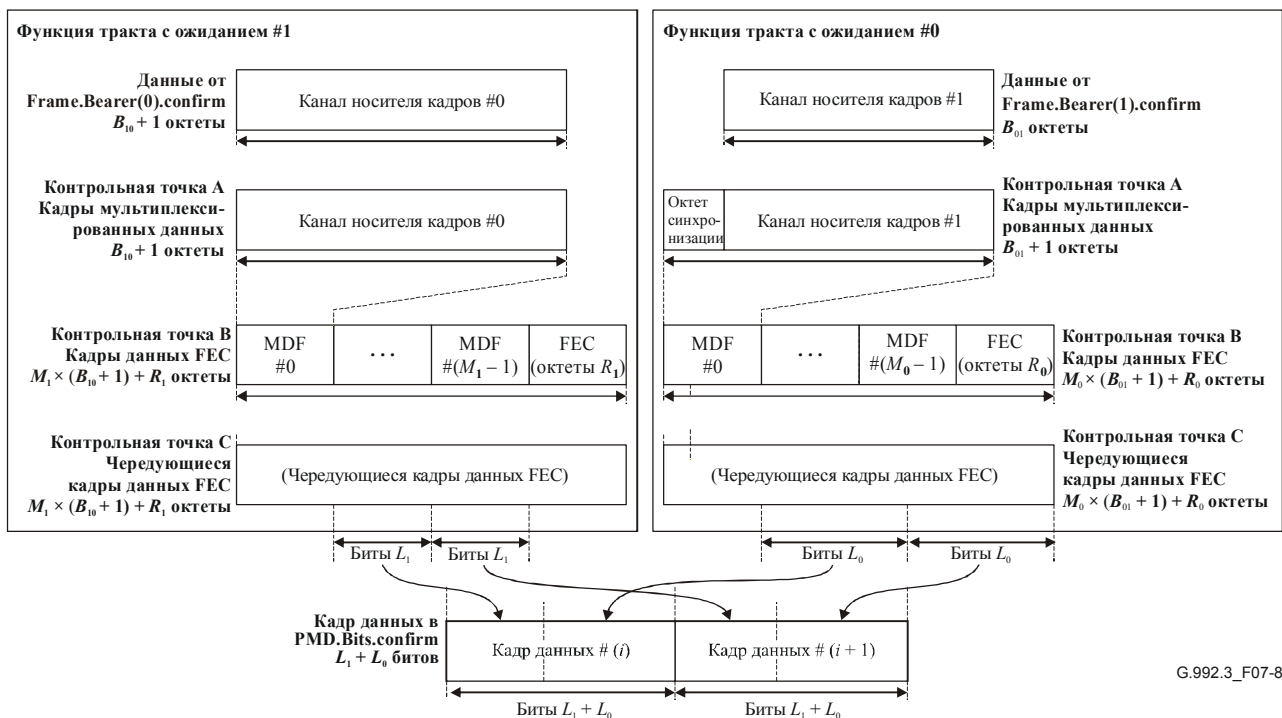 Функция тракта с ожиданием #1
Данные от
Frame.Bearer(0).confirm
B₁₀ + 1 октеты
Канал носителя кадров #0
Контрольная точка A
Кадры мультиплекси-
рованных данных
B₁₀ + 1 октеты
Канал носителя кадров #0
Контрольная точка B
Кадры данных FEC
M₁ × (B₁₀ + 1) + R₁ октеты
MDF
#0
...
MDF
#(M₁ – 1)
FEC
(октеты R₁)
Контрольная точка C
Чередующиеся
кадры данных FEC
M₁ × (B₁₀ + 1) + R₁ октеты
(Чередующиеся кадры данных FEC)
Биты L₁
Биты L₁
Функция тракта с ожиданием #0
Канал носителя кадров #1
Данные от
Frame.Bearer(1).confirm
B₀₁ октеты
Октет
синхро-
низации
Канал носителя кадров #1
Контрольная точка A
Кадры мультиплекси-
рованных данных
B₀₁ + 1 октеты
MDF
#0
...
MDF
#(M₀ – 1)
FEC
(октеты R₀)
Контрольная точка B
Кадры данных FEC
M₀ × (B₀₁ + 1) + R₀ октеты
(Чередующиеся кадры данных FEC)
Контрольная точка C
Чередующиеся
кадры данных FEC
M₀ × (B₀₁ + 1) + R₀ октеты
Биты L₀
Биты L₀
Кадр данных в
PMD.Bits.confirm
L₁ + L₀ битов
Кадр данных # (i)
Кадр данных # (i + 1)
Биты L₁ + L₀
Биты L₁ + L₀
G.992.3_F07-8